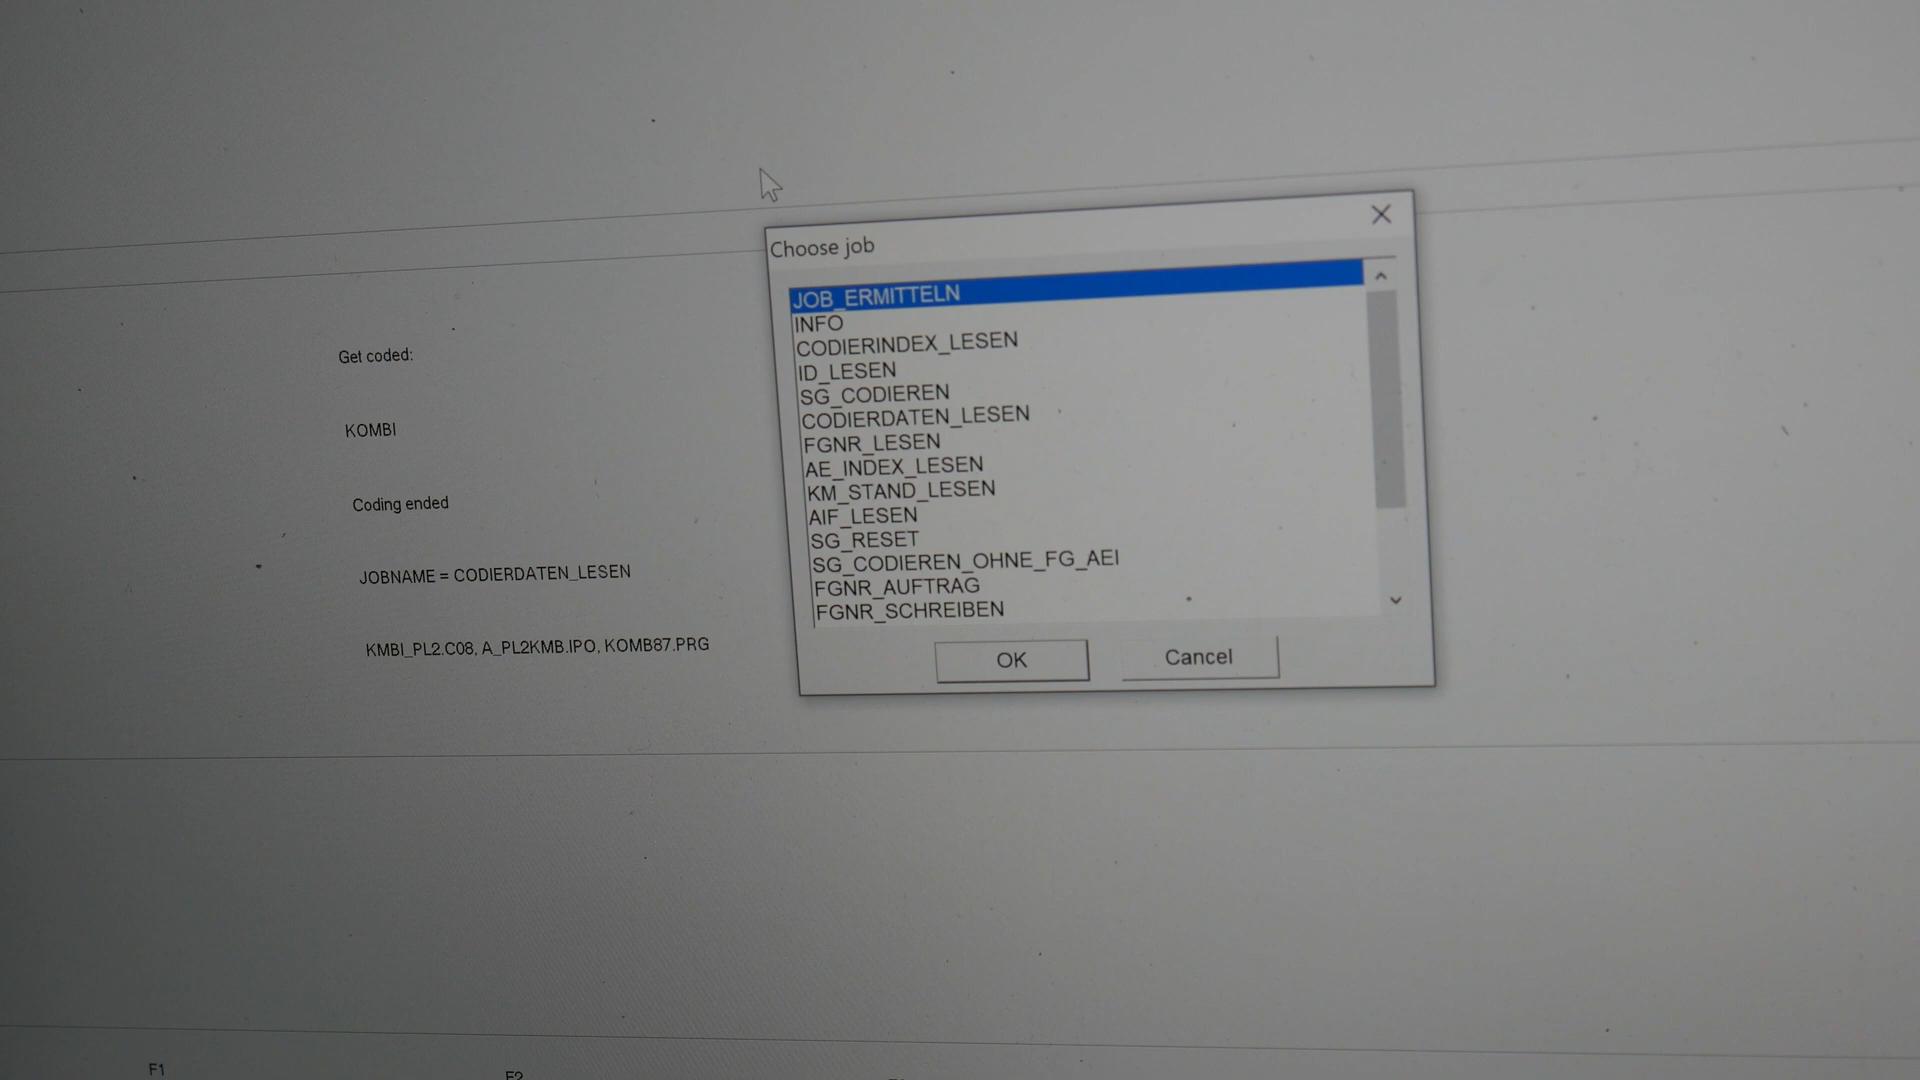 Get coded:
KOMBI
Coding ended
JOBNAME = CODIERDATEN_LESEN
KMBI_PL2.C08, A_PL2KMB.IPO, KOMB87.PRG
Choose job
JOB_ERMITTELN
INFO
CODIERINDEX_LESEN
ID_LESEN
SG_CODIEREN
CODIERDATEN_LESEN
FGNR_LESEN
AE_INDEX_LESEN
KM_STAND_LESEN
AIF_LESEN
SG_RESET
SG_CODIEREN_OHNE_FG_AEI
FGNR_AUFTRAG
FGNR_SCHREIBEN
OK Cancel
F1
F2